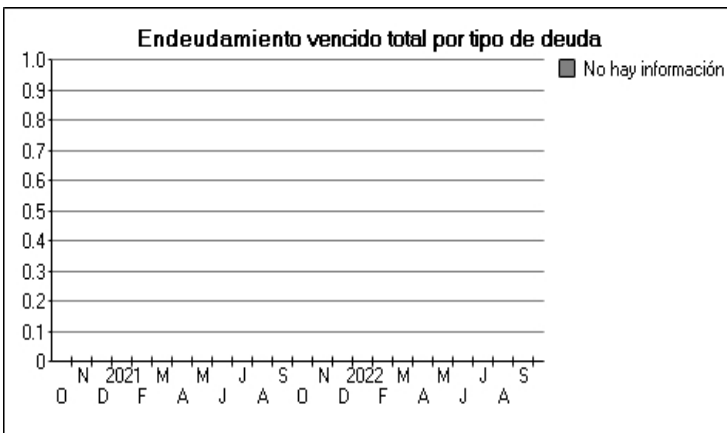 Endeudamiento vencido total por tipo de deuda
No hay información
1.0
0.9
0.8
0.7
0.6
0.5
0.4
0.3
0.2
0.1
0
N 2021 M M J S N 2022 M M J S
O D F A J A O D F A J A